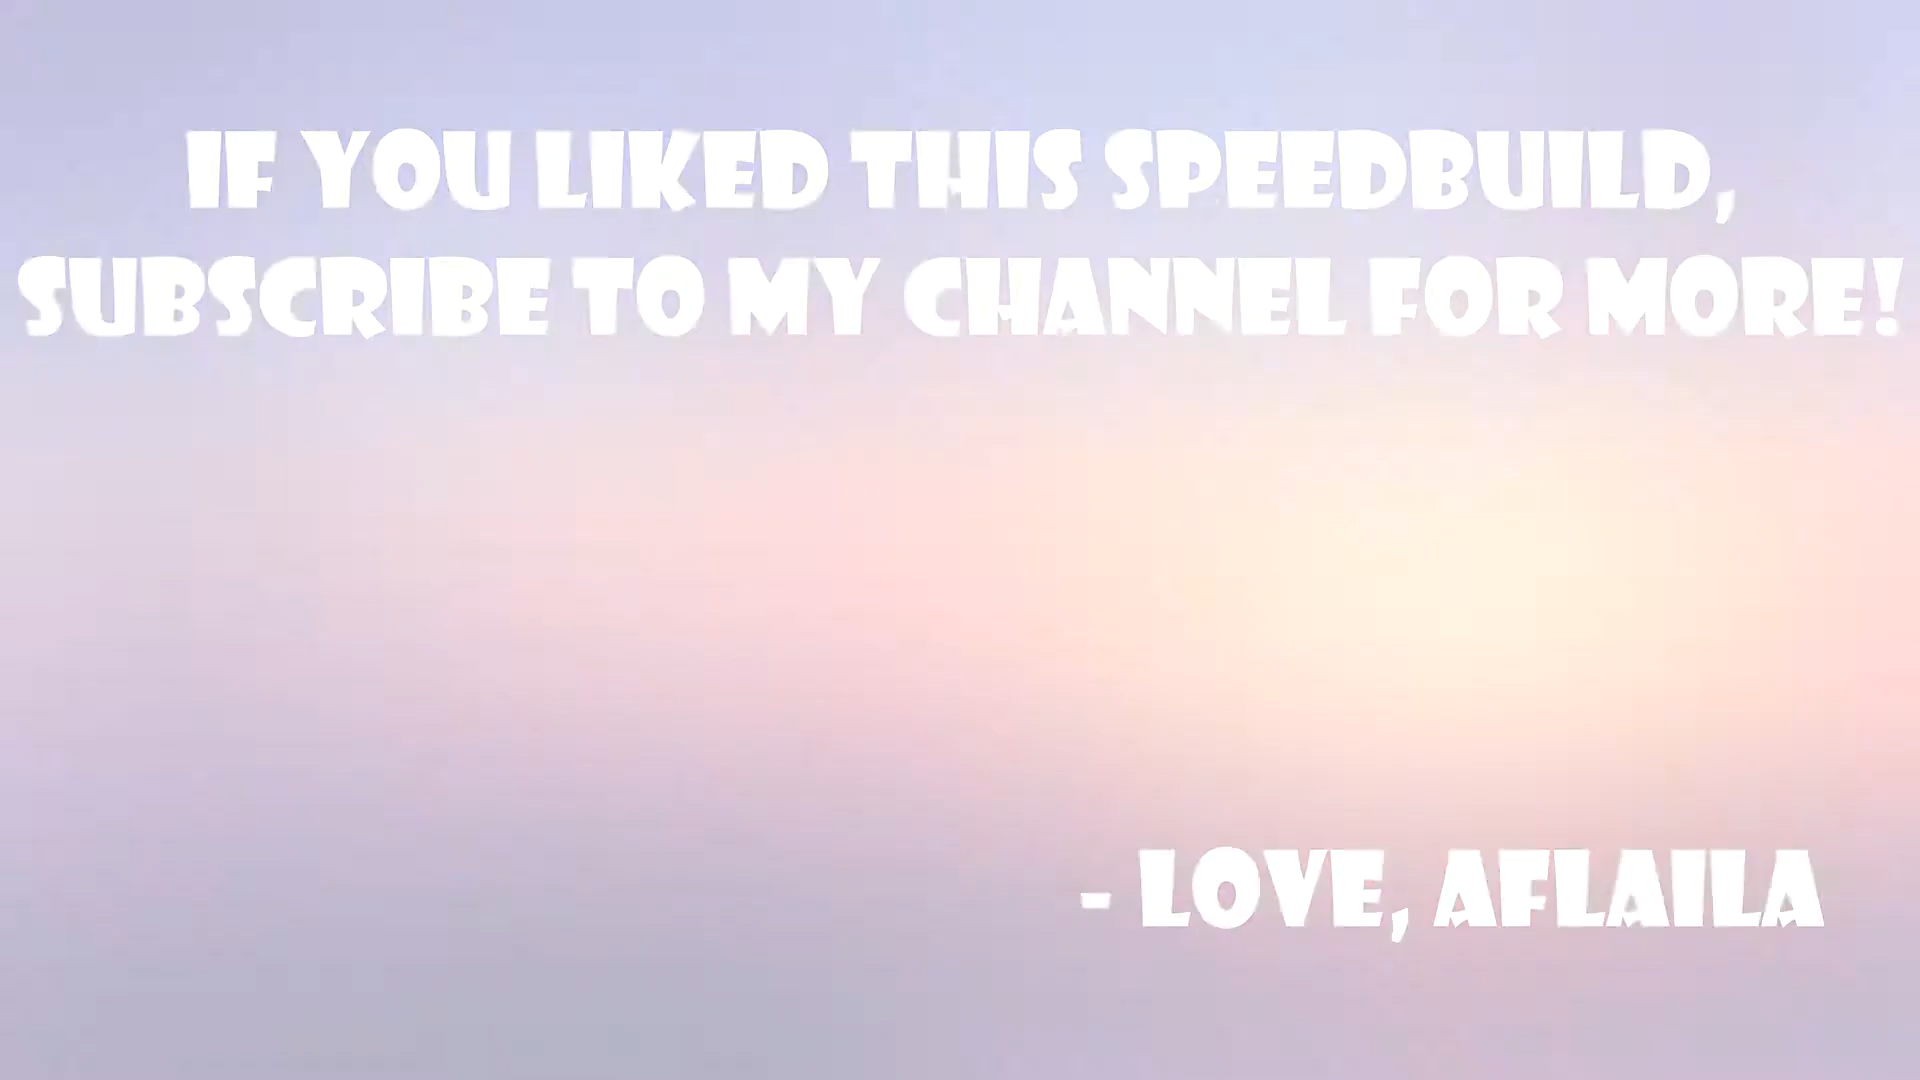 IF YOU LIKED THIS SPEEDBUILD,
SUBSCRIBE TO MY CHANNEL FOR MORE!
- LOVE, AFLAILA